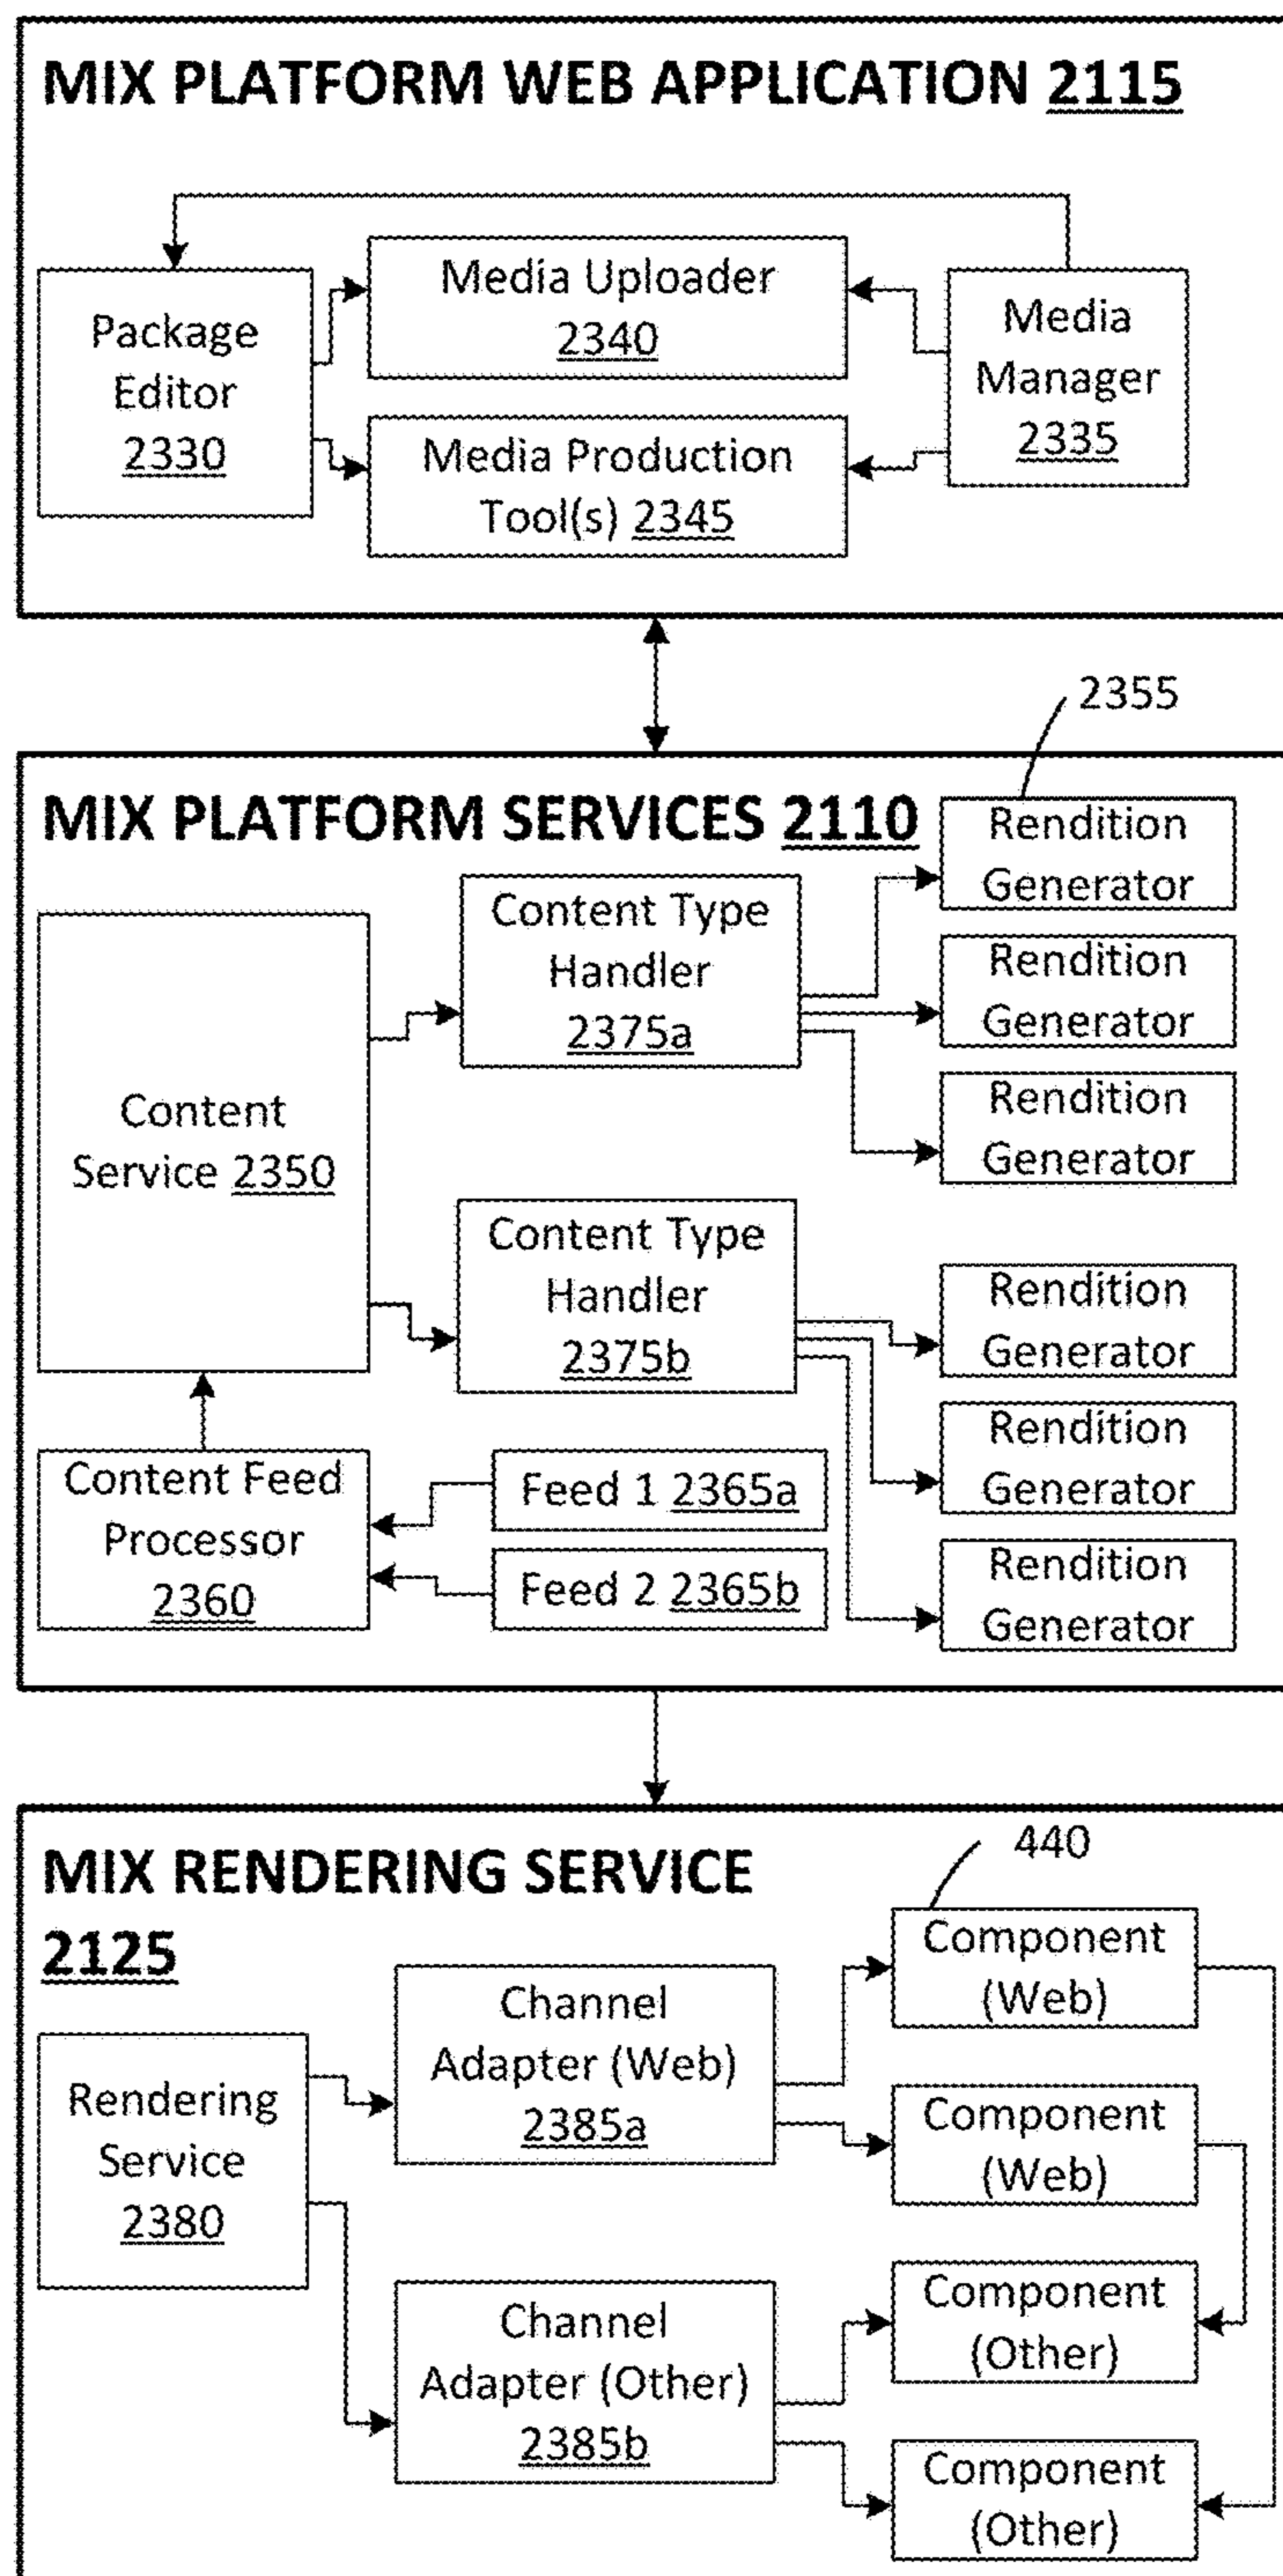 MIX PLATFORM WEB APPLICATION 2115
Package
Editor
2330
Media Uploader
2340
Media Production
Tool(s) 2345
Media
Manager
2335
2355
MIX PLATFORM SERVICES 2110
Content
Service 2350
Content Type
Handler
2375a
Rendition
Generator
Rendition
Generator
Rendition
Generator
Content Type
Handler
2375b
Rendition
Generator
Rendition
Generator
Rendition
Generator
Content Feed
Processor
2360
Feed 1 2365a
Feed 2 2365b
MIX RENDERING SERVICE
2125
440
Rendering
Service
2380
Channel
Adapter (Web)
2385a
Component
(Web)
Component
(Web)
Channel
Adapter (Other)
2385b
Component
(Other)
Component
(Other)